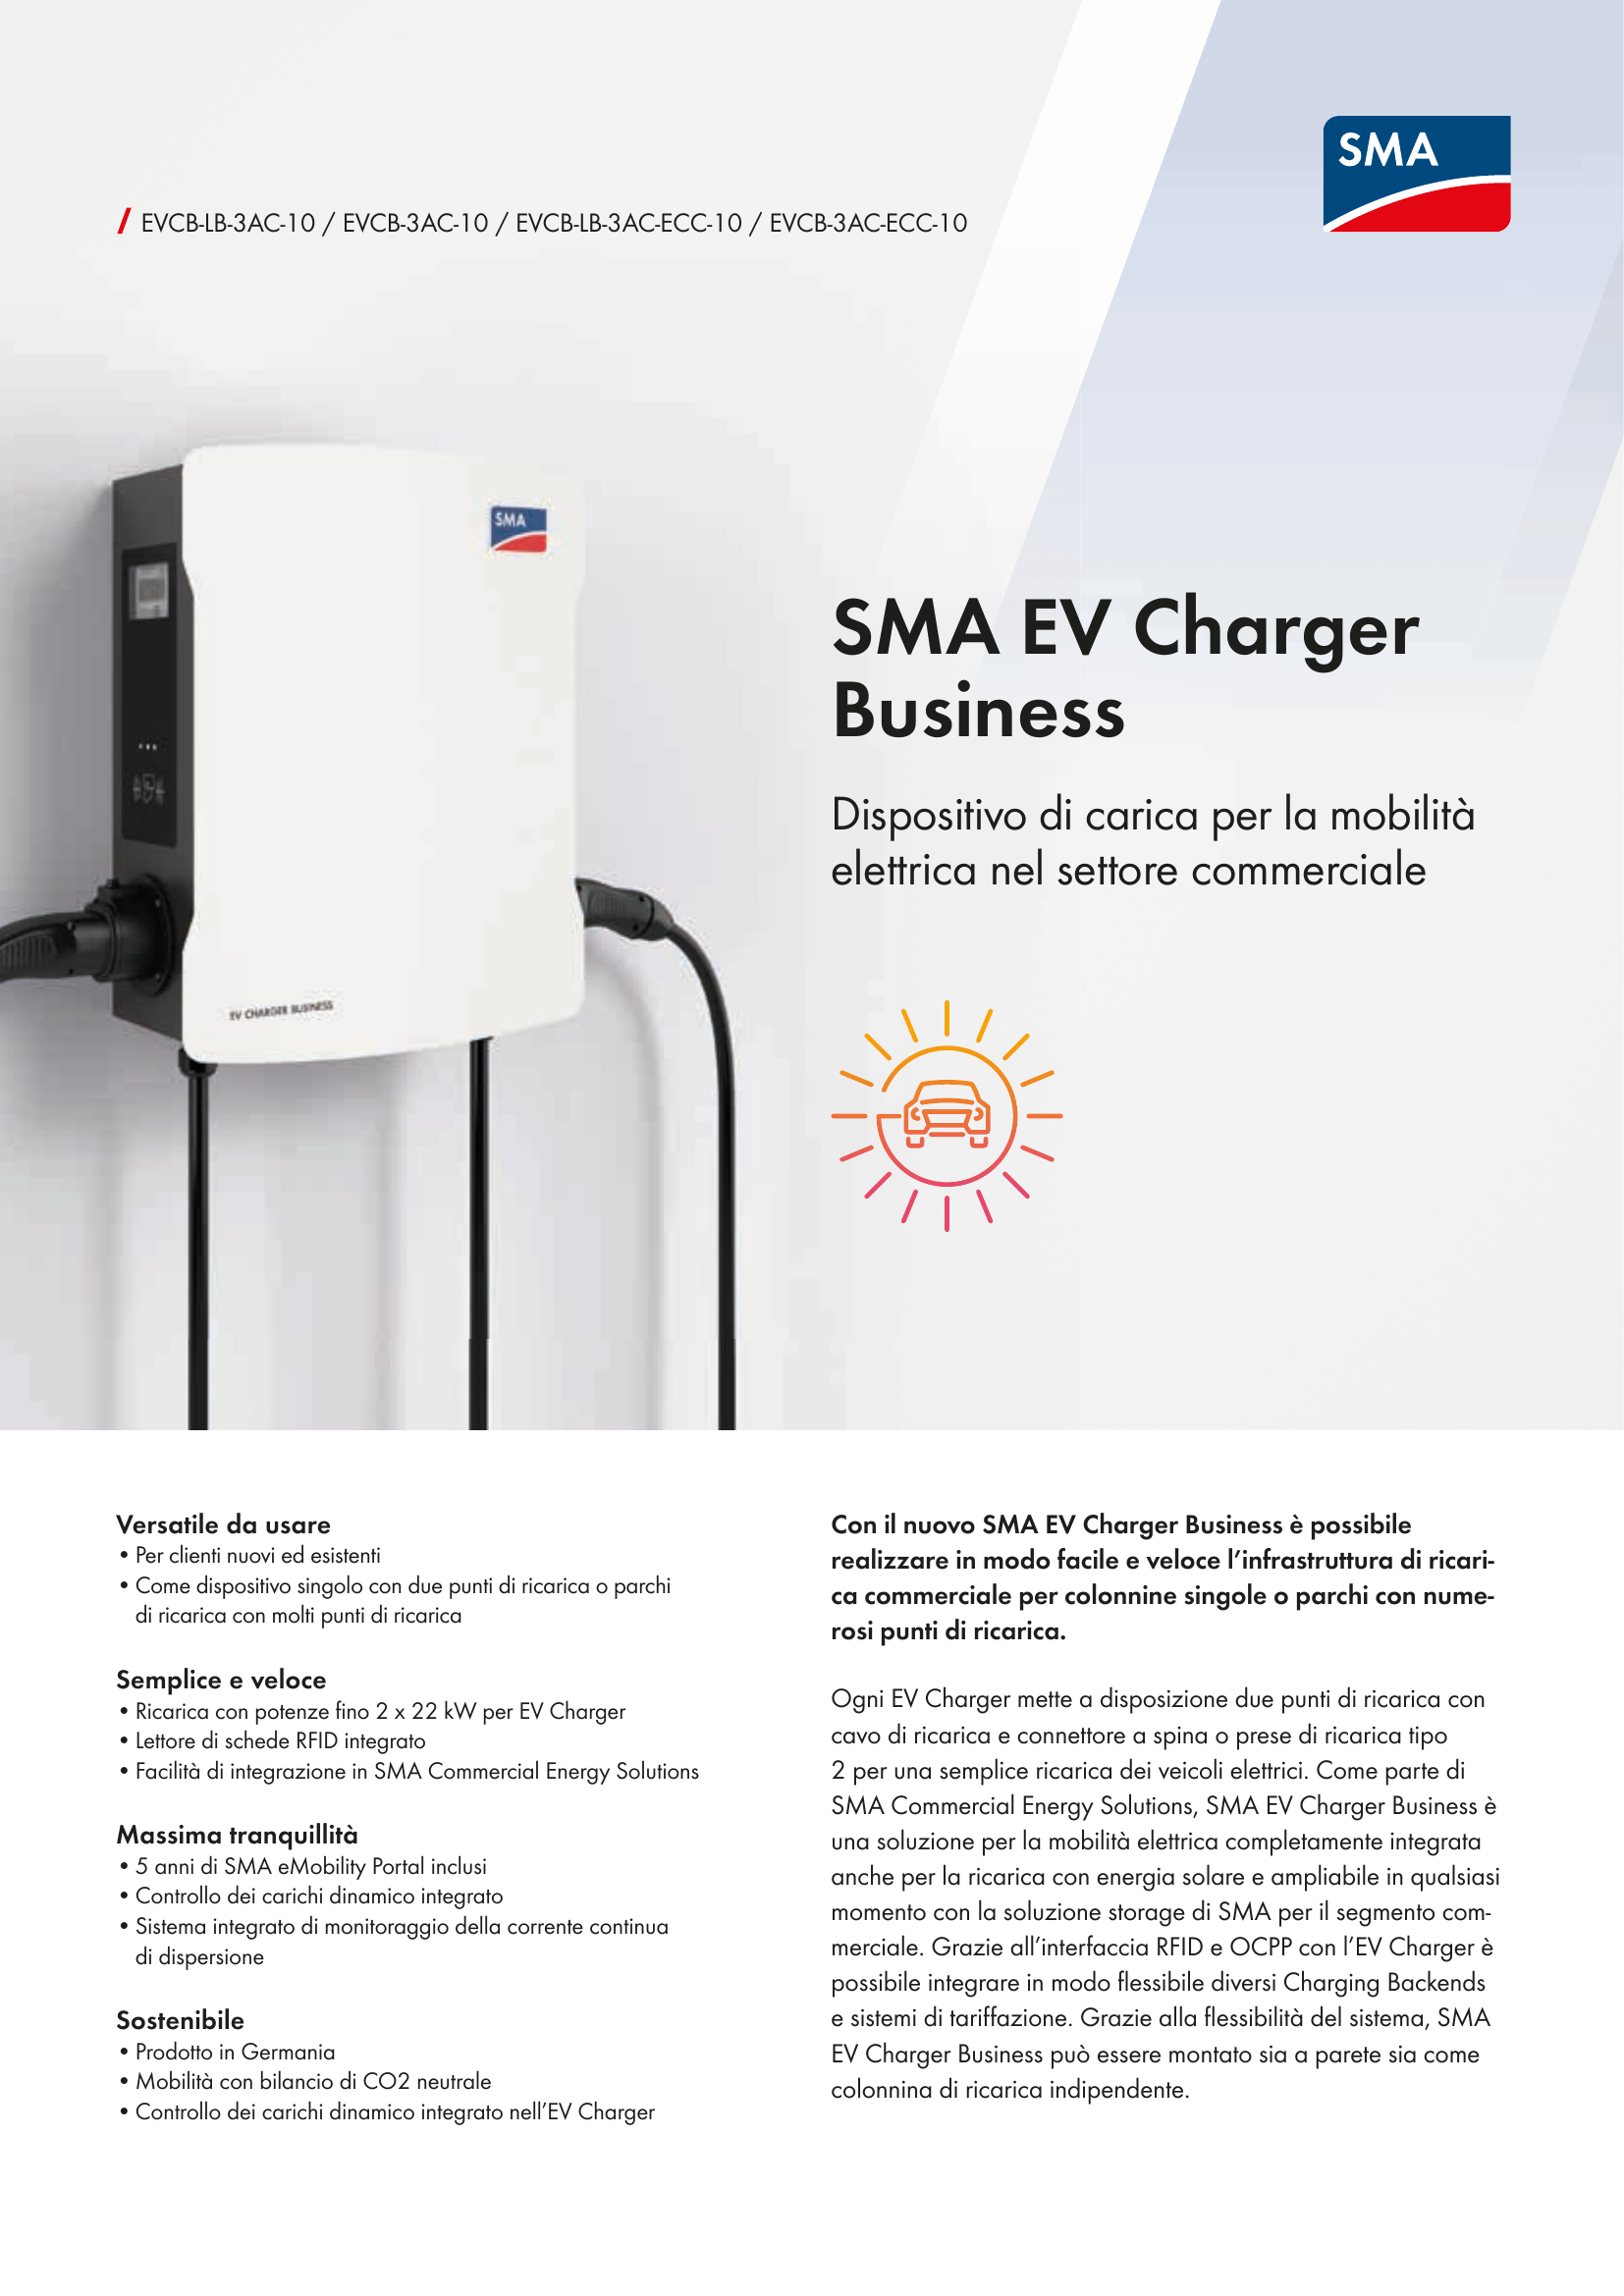 SMA
/ EVCB-LB-3AC-10 / EVCB-3AC-10 / EVCB-LB-3AC-ECC-10 / EVCB-3AC-ECC-10
SMA
EV CHARGER BUSINESS
SMA EV Charger
Business
Dispositivo di carica per la mobilità
elettrica nel settore commerciale
Versatile da usare
• Per clienti nuovi ed esistenti
• Come dispositivo singolo con due punti di ricarica o parchi
di ricarica con molti punti di ricarica
Semplice e veloce
• Ricarica con potenze fino 2 x 22 kW per EV Charger
• Lettore di schede RFID integrato
• Facilità di integrazione in SMA Commercial Energy Solutions
Massima tranquillità
• 5 anni di SMA eMobility Portal inclusi
• Controllo dei carichi dinamico integrato
• Sistema integrato di monitoraggio della corrente continua
di dispersione
Sostenibile
• Prodotto in Germania
• Mobilità con bilancio di CO2 neutrale
• Controllo dei carichi dinamico integrato nell’EV Charger
Con il nuovo SMA EV Charger Business è possibile
realizzare in modo facile e veloce l’infrastruttura di ricari-
ca commerciale per colonnine singole o parchi con nume-
rosi punti di ricarica.
Ogni EV Charger mette a disposizione due punti di ricarica con
cavo di ricarica e connettore a spina o prese di ricarica tipo
2 per una semplice ricarica dei veicoli elettrici. Come parte di
SMA Commercial Energy Solutions, SMA EV Charger Business è
una soluzione per la mobilità elettrica completamente integrata
anche per la ricarica con energia solare e ampliabile in qualsiasi
momento con la soluzione storage di SMA per il segmento com-
merciale. Grazie all’interfaccia RFID e OCPP con l’EV Charger è
possibile integrare in modo flessibile diversi Charging Backends
e sistemi di tariffazione. Grazie alla flessibilità del sistema, SMA
EV Charger Business può essere montato sia a parete sia come
colonnina di ricarica indipendente.